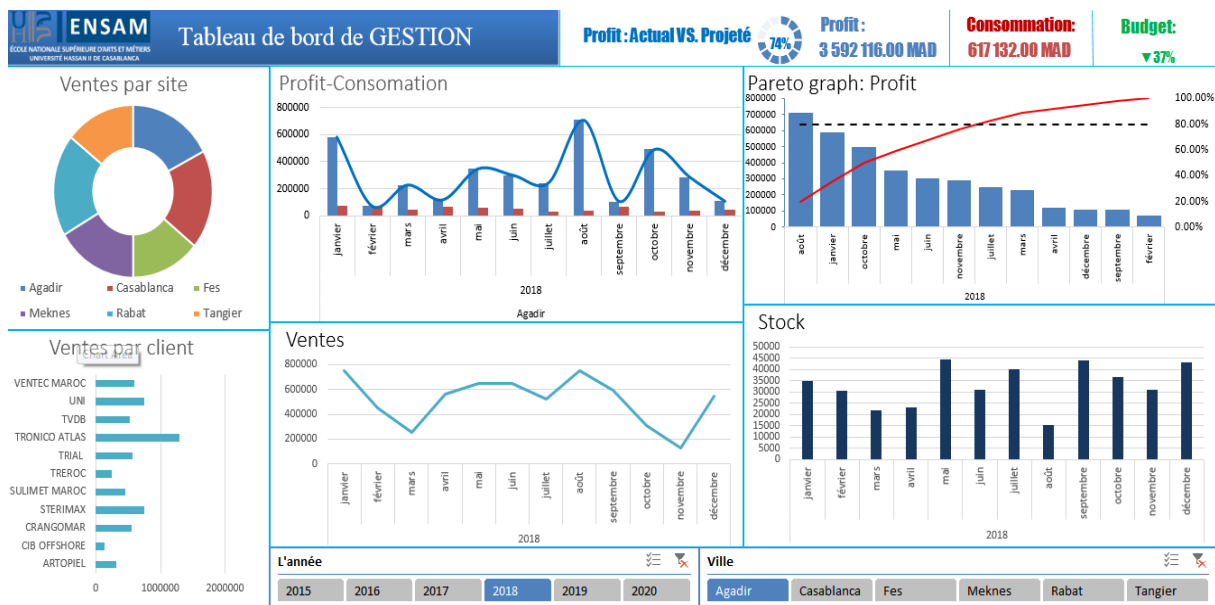 ENSAM
ÉCOLE NATIONALE SUPÉRIEURE D'ARTS ET MÉTIERS
UNIVERSITÉ HASSAN II DE CASABLANCA
Tableau de bord de GESTION
Profit : Actual VS. Projeté
74%
Profit :
3 592 116.00 MAD
Consommation:
617 132.00 MAD
Budget:
▼37%
Ventes par site
Agadir
Casablanca
Fes
Meknes
Rabat
Tangier
Profit-Consomation
800000
600000
400000
200000
0
janvier
février
mars
avril
mai
juin
juillet
août
septembre
octobre
novembre
décembre
2018
Agadir
Pareto graph: Profit
800000
700000
600000
500000
400000
300000
200000
100000
0
100.00%
80.00%
60.00%
40.00%
20.00%
0.00%
août
janvier
octobre
mai
juin
novembre
juillet
mars
avril
décembre
septembre
février
2018
Ventes par client
Chart Area
VENTEC MAROC
UNI
TVDB
TRONICO ATLAS
TRIAL
TREROC
SULIMET MAROC
STERIMAX
CRANGOMAR
CIB OFFSHORE
ARTOPIEL
0
1000000
2000000
Ventes
800000
600000
400000
200000
0
janvier
février
mars
avril
mai
juin
juillet
août
septembre
octobre
novembre
décembre
2018
Stock
50000
45000
40000
35000
30000
25000
20000
15000
10000
5000
0
janvier
février
mars
avril
mai
juin
juillet
août
septembre
octobre
novembre
décembre
2018
L'année
2015
2016
2017
2018
2019
2020
Ville
Agadir
Casablanca
Fes
Meknes
Rabat
Tangier